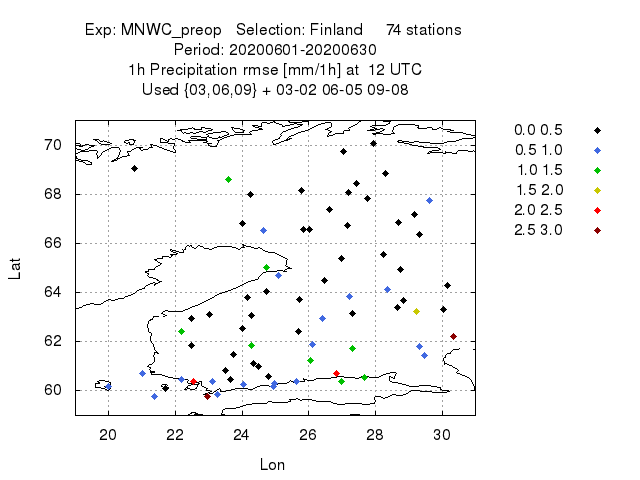 Exp: MNWC_preop Selection: Finland 74 stations
Period: 20200601-20200630
1h Precipitation rmse [mm/1h] at 12 UTC
Used {03,06,09} + 03-02 06-05 09-08
0.0 0.5
0.5 1.0
1.0 1.5
1.5 2.0
2.0 2.5
2.5 3.0
70
68
66
64
62
60
Lat
20 22 24 26 28 30
Lon